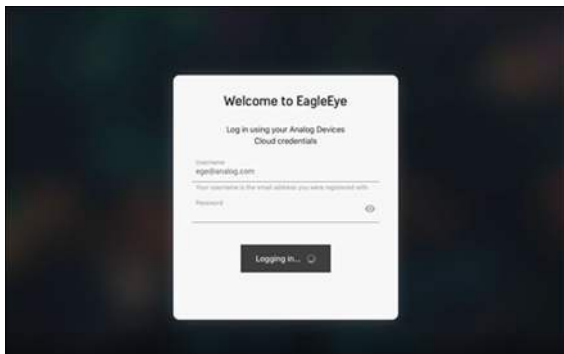 Welcome to EagleEye
Log in using your Analog Devices
Cloud credentials
Username
ege@analog.com
Your username is the email address you were registered with
Password
Logging in...